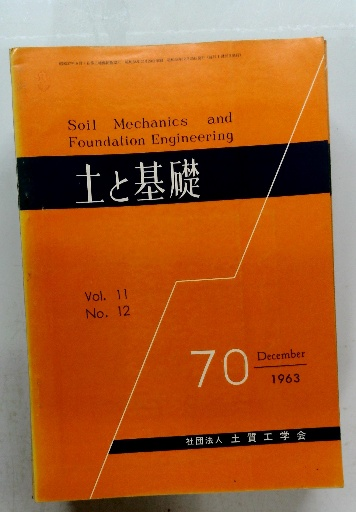 Soil Mechanics and
Foundation Engineering
土と基礎
Vol. 11
No. 12
70
December
1963
社団法人 土質工学会